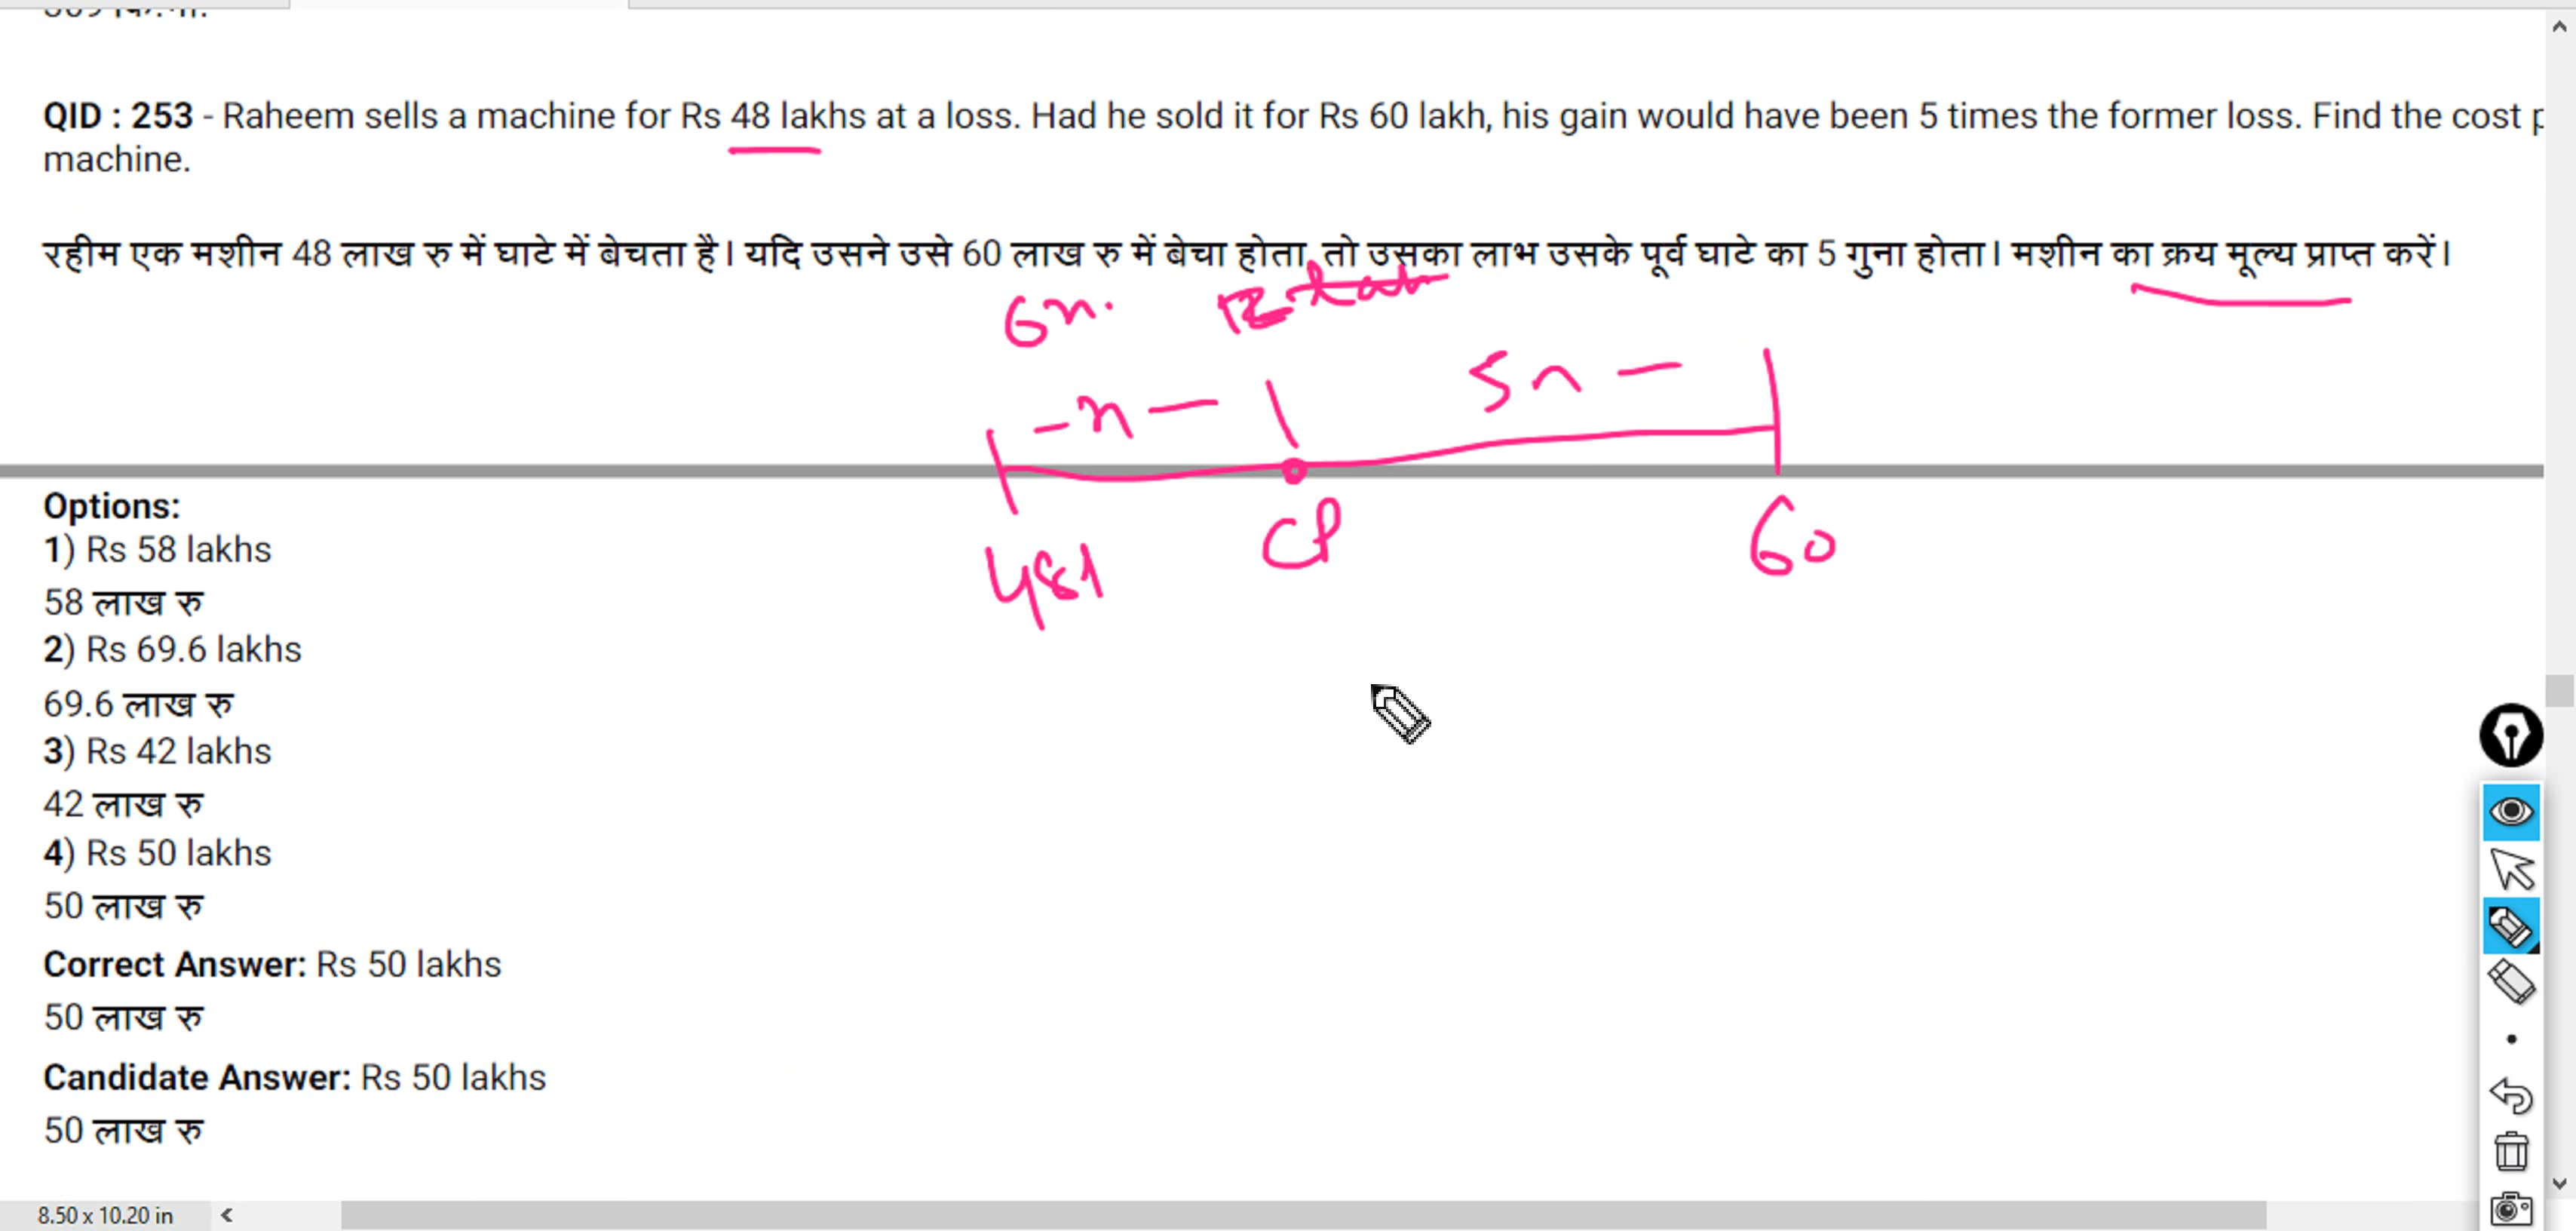 QID : 253 - Raheem sells a machine for Rs 48 lakhs at a loss. Had he sold it for Rs 60 lakh, his gain would have been 5 times the former loss. Find the cost p
machine.
रहीम एक मशीन 48 लाख रु में घाटे में बेचता है। यदि उसने उसे 60 लाख रु में बेचा होता, तो उसका लाभ उसके पूर्व घाटे का 5 गुना होता। मशीन का क्रय मूल्य प्राप्त करें।
6x.
-x- 5x -
48l CP 60
Options:
1) Rs 58 lakhs
58 लाख रु
2) Rs 69.6 lakhs
69.6 लाख रु
3) Rs 42 lakhs
42 लाख रु
4) Rs 50 lakhs
50 लाख रु
Correct Answer: Rs 50 lakhs
50 लाख रु
Candidate Answer: Rs 50 lakhs
50 लाख रु
8.50 x 10.20 in